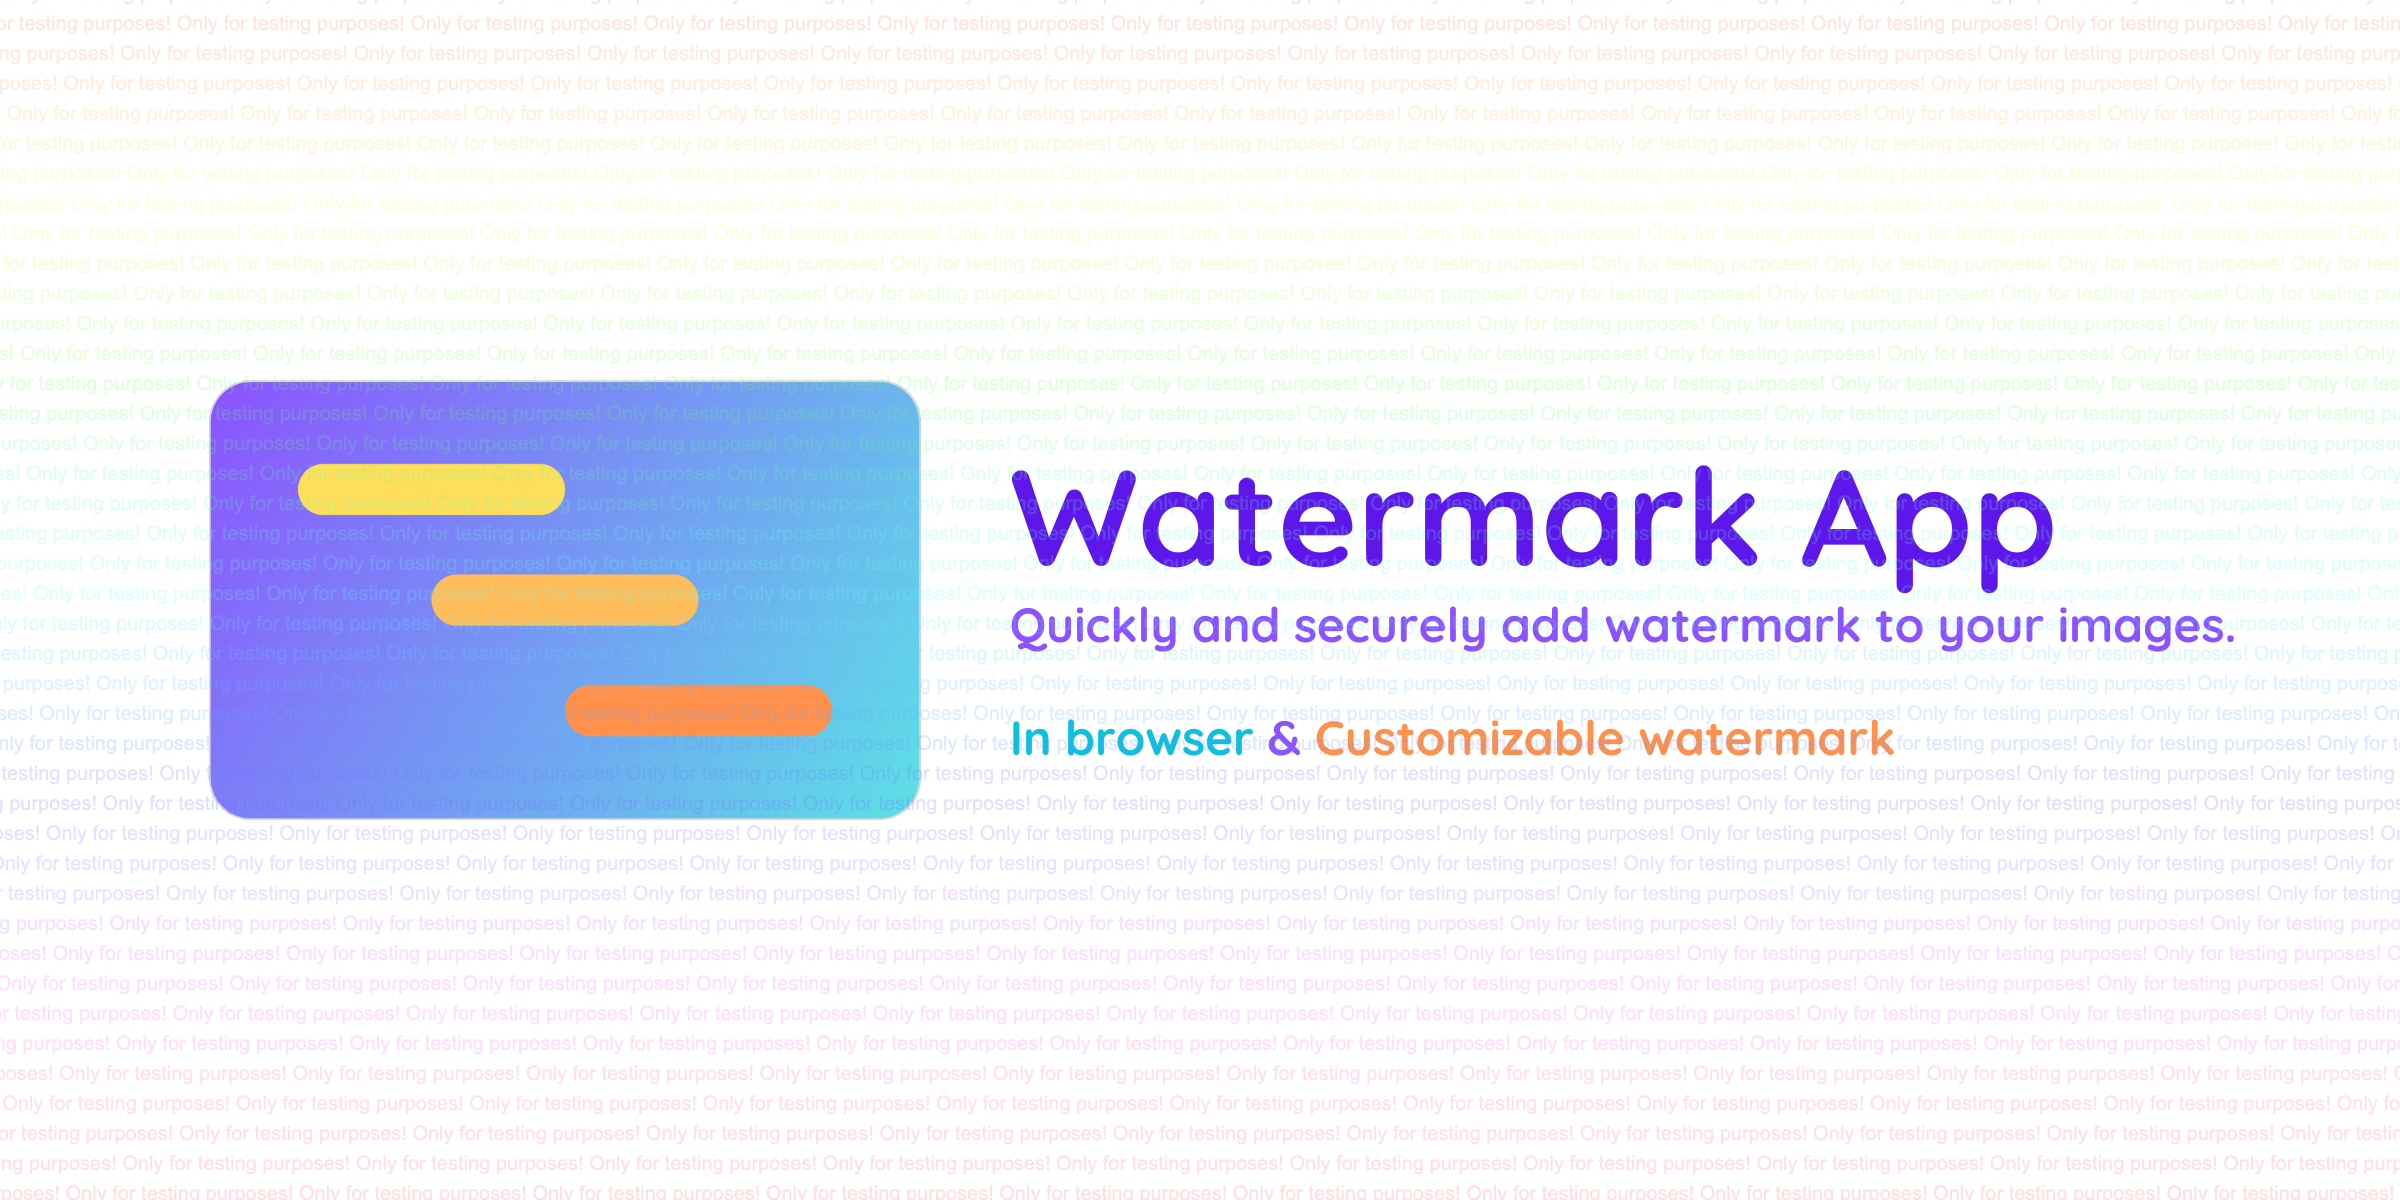 Only for testing purposes!
Watermark App
Quickly and securely add watermark to your images.
In browser & Customizable watermark